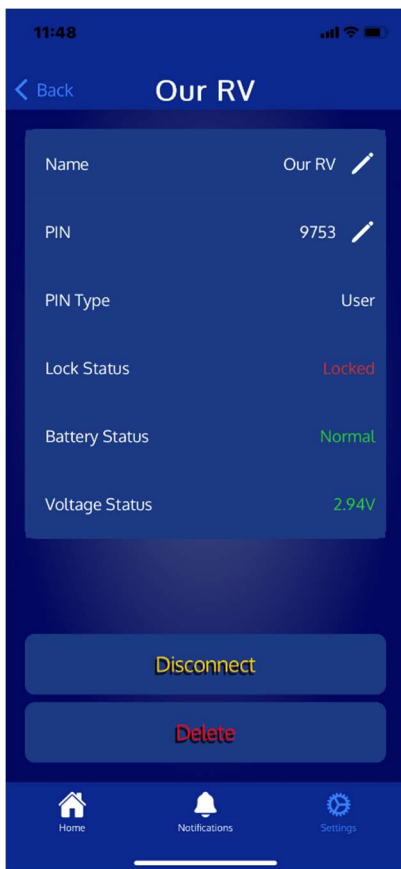 11:48
Back Our RV
Name Our RV
PIN 9753
PIN Type User
Lock Status Locked
Battery Status Normal
Voltage Status 2.94V
Disconnect
Delete
Home Notifications Settings